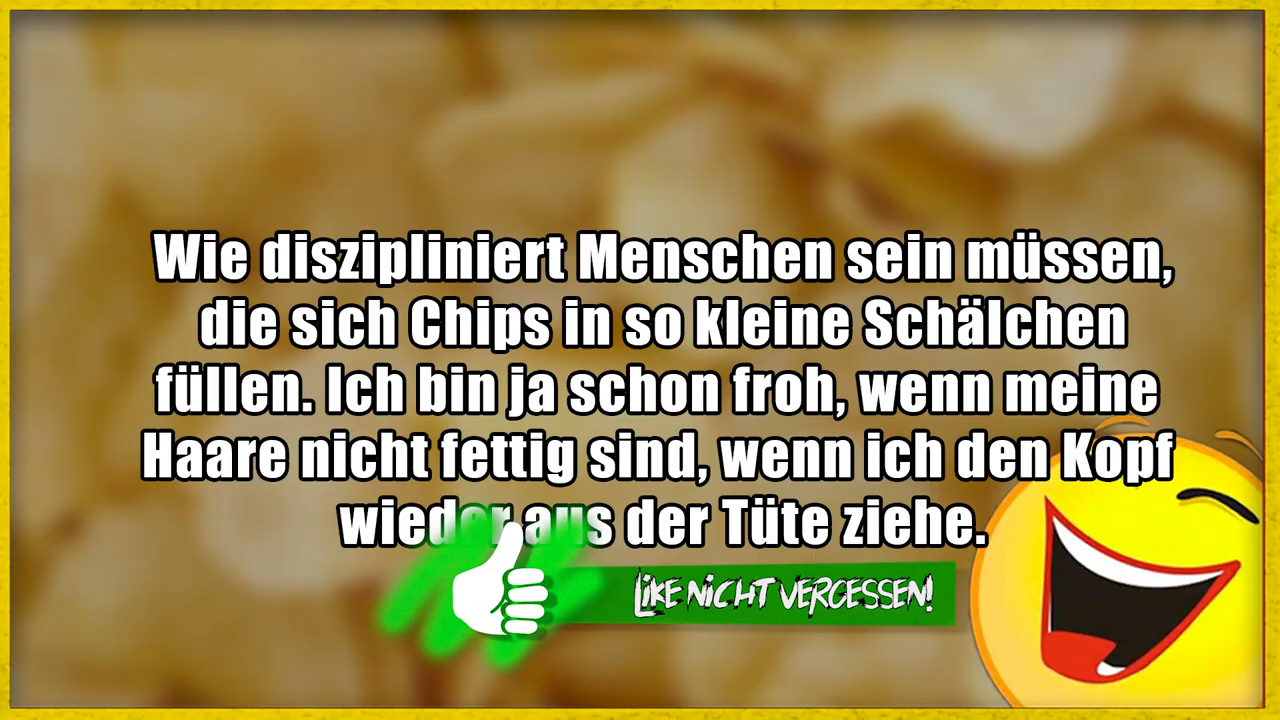 Wie diszipliniert Menschen sein müssen,
die sich Chips in so kleine Schälchen
füllen. Ich bin ja schon froh, wenn meine
Haare nicht fettig sind, wenn ich den Kopf
wieder aus der Tüte ziehe.
LIKE NICHT VERGESSEN!